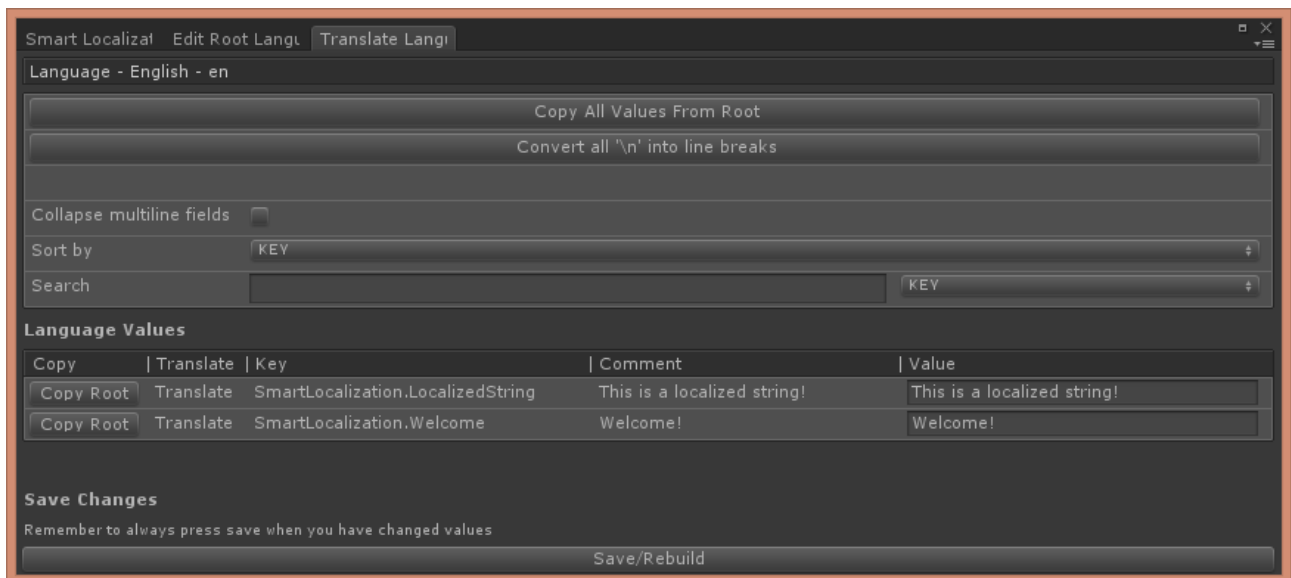 Smart Localizat Edit Root Langu Translate Langu
Language - English - en
Copy All Values From Root
Convert all '\n' into line breaks
Collapse multiline fields
Sort by KEY
Search KEY
Language Values
Copy | Translate | Key | Comment | Value
Copy Root Translate SmartLocalization.LocalizedString This is a localized string! This is a localized string!
Copy Root Translate SmartLocalization.Welcome Welcome! Welcome!
Save Changes
Remember to always press save when you have changed values
Save/Rebuild